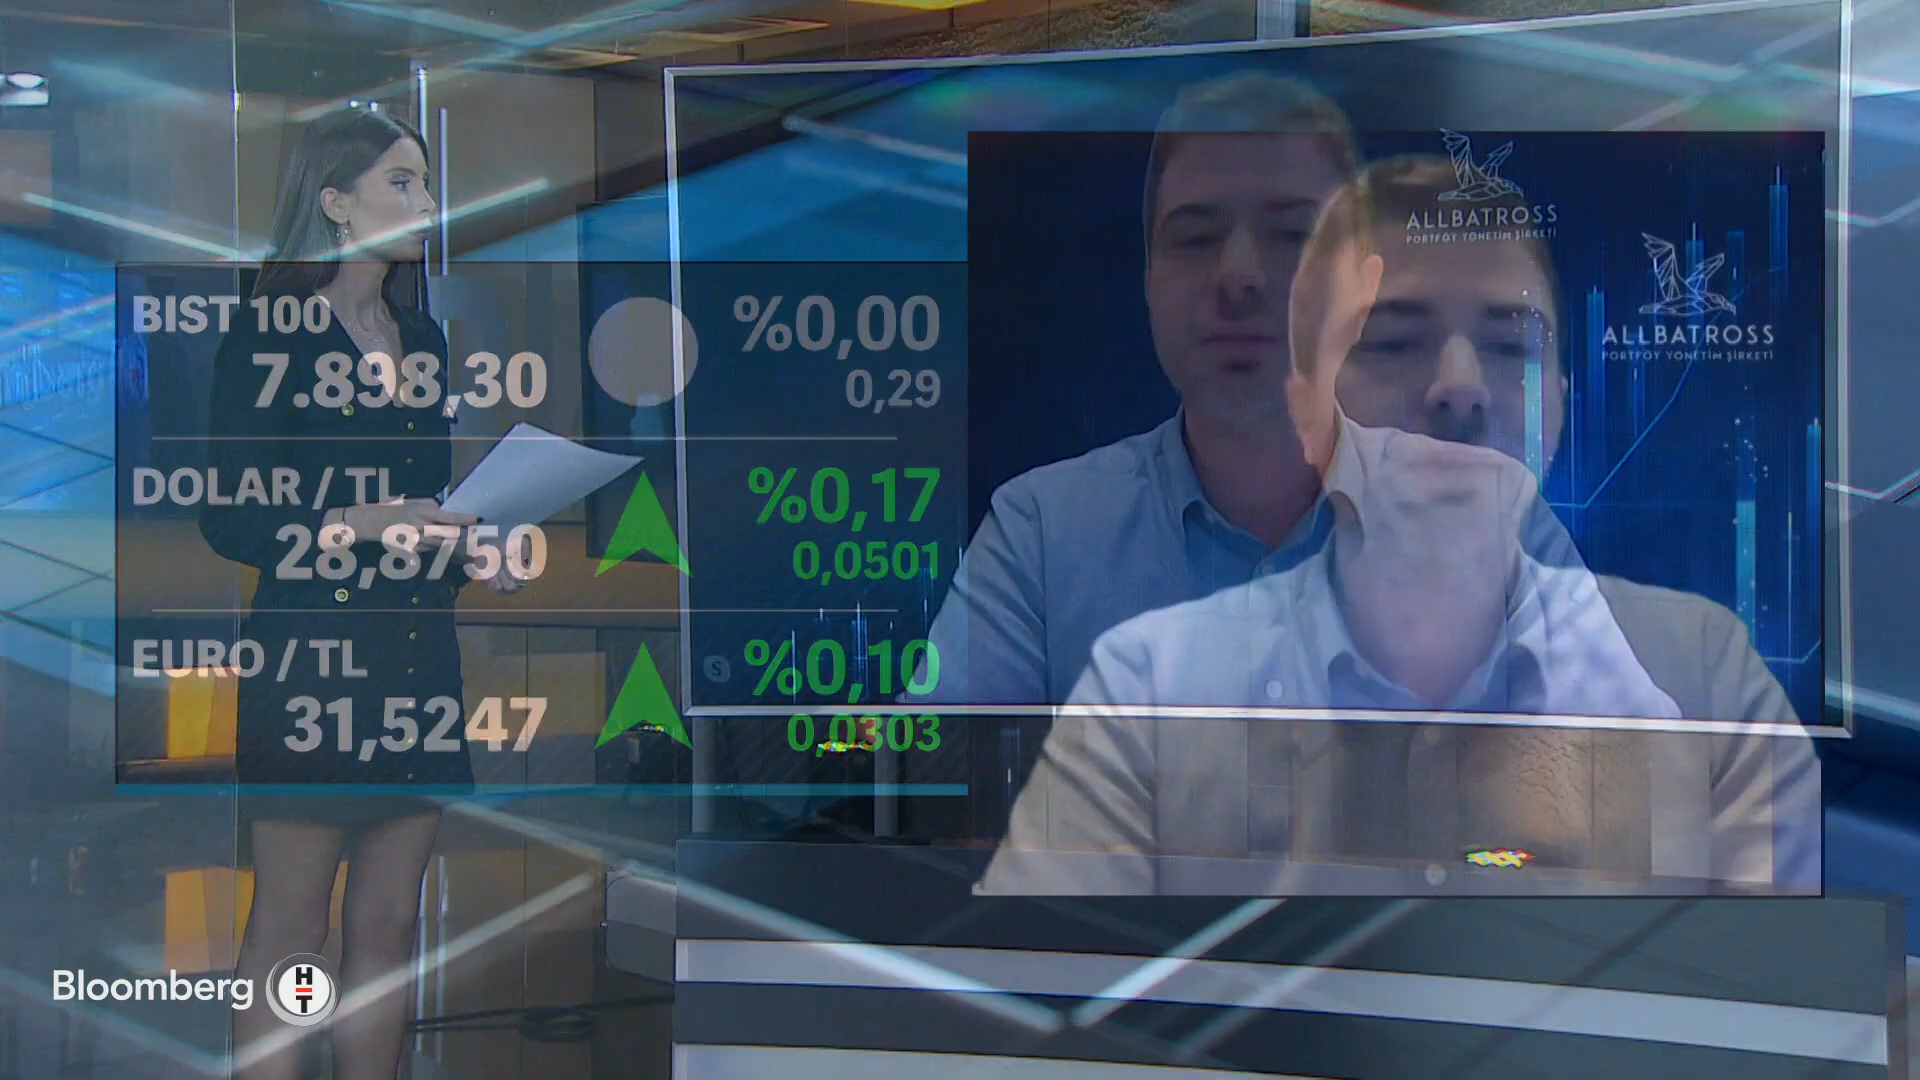 BIST 100
7.898,30
%0,00
0,29
DOLAR / TL
28,8750
%0,17
0,0501
EURO / TL
31,5247
%0,10
0,0303
ALLBATROSS
PORTFÖY YÖNETİM ŞİRKETİ
ALLBATROSS
PORTFÖY YÖNETİM ŞİRKETİ
S
Bloomberg HT